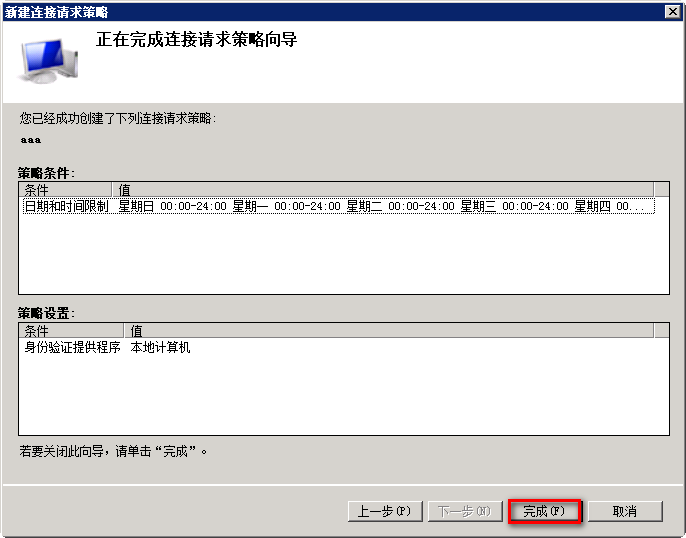 新建连接请求策略
正在完成连接请求策略向导
您已经成功创建了下列连接请求策略:
aaa
策略条件:
条件 值
日期和时间限制 星期日 00:00-24:00 星期一 00:00-24:00 星期二 00:00-24:00 星期三 00:00-24:00 星期四 00...
策略设置:
条件 值
身份验证提供程序 本地计算机
若要关闭此向导，请单击“完成”。
上一步(P) 下一步(N) 完成(F) 取消